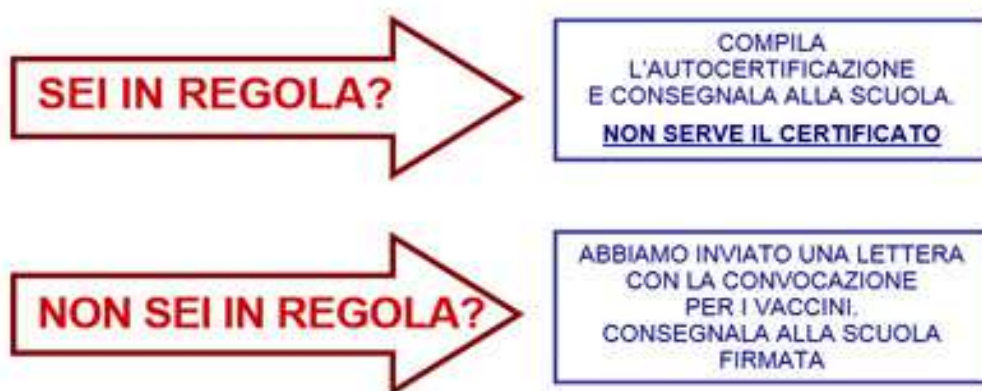 SEI IN REGOLA?
COMPILA
L'AUTOCERTIFICAZIONE
E CONSEGNALA ALLA SCUOLA.
NON SERVE IL CERTIFICATO
NON SEI IN REGOLA?
ABBIAMO INVIATO UNA LETTERA
CON LA CONVOCAZIONE
PER I VACCINI.
CONSEGNALA ALLA SCUOLA
FIRMATA